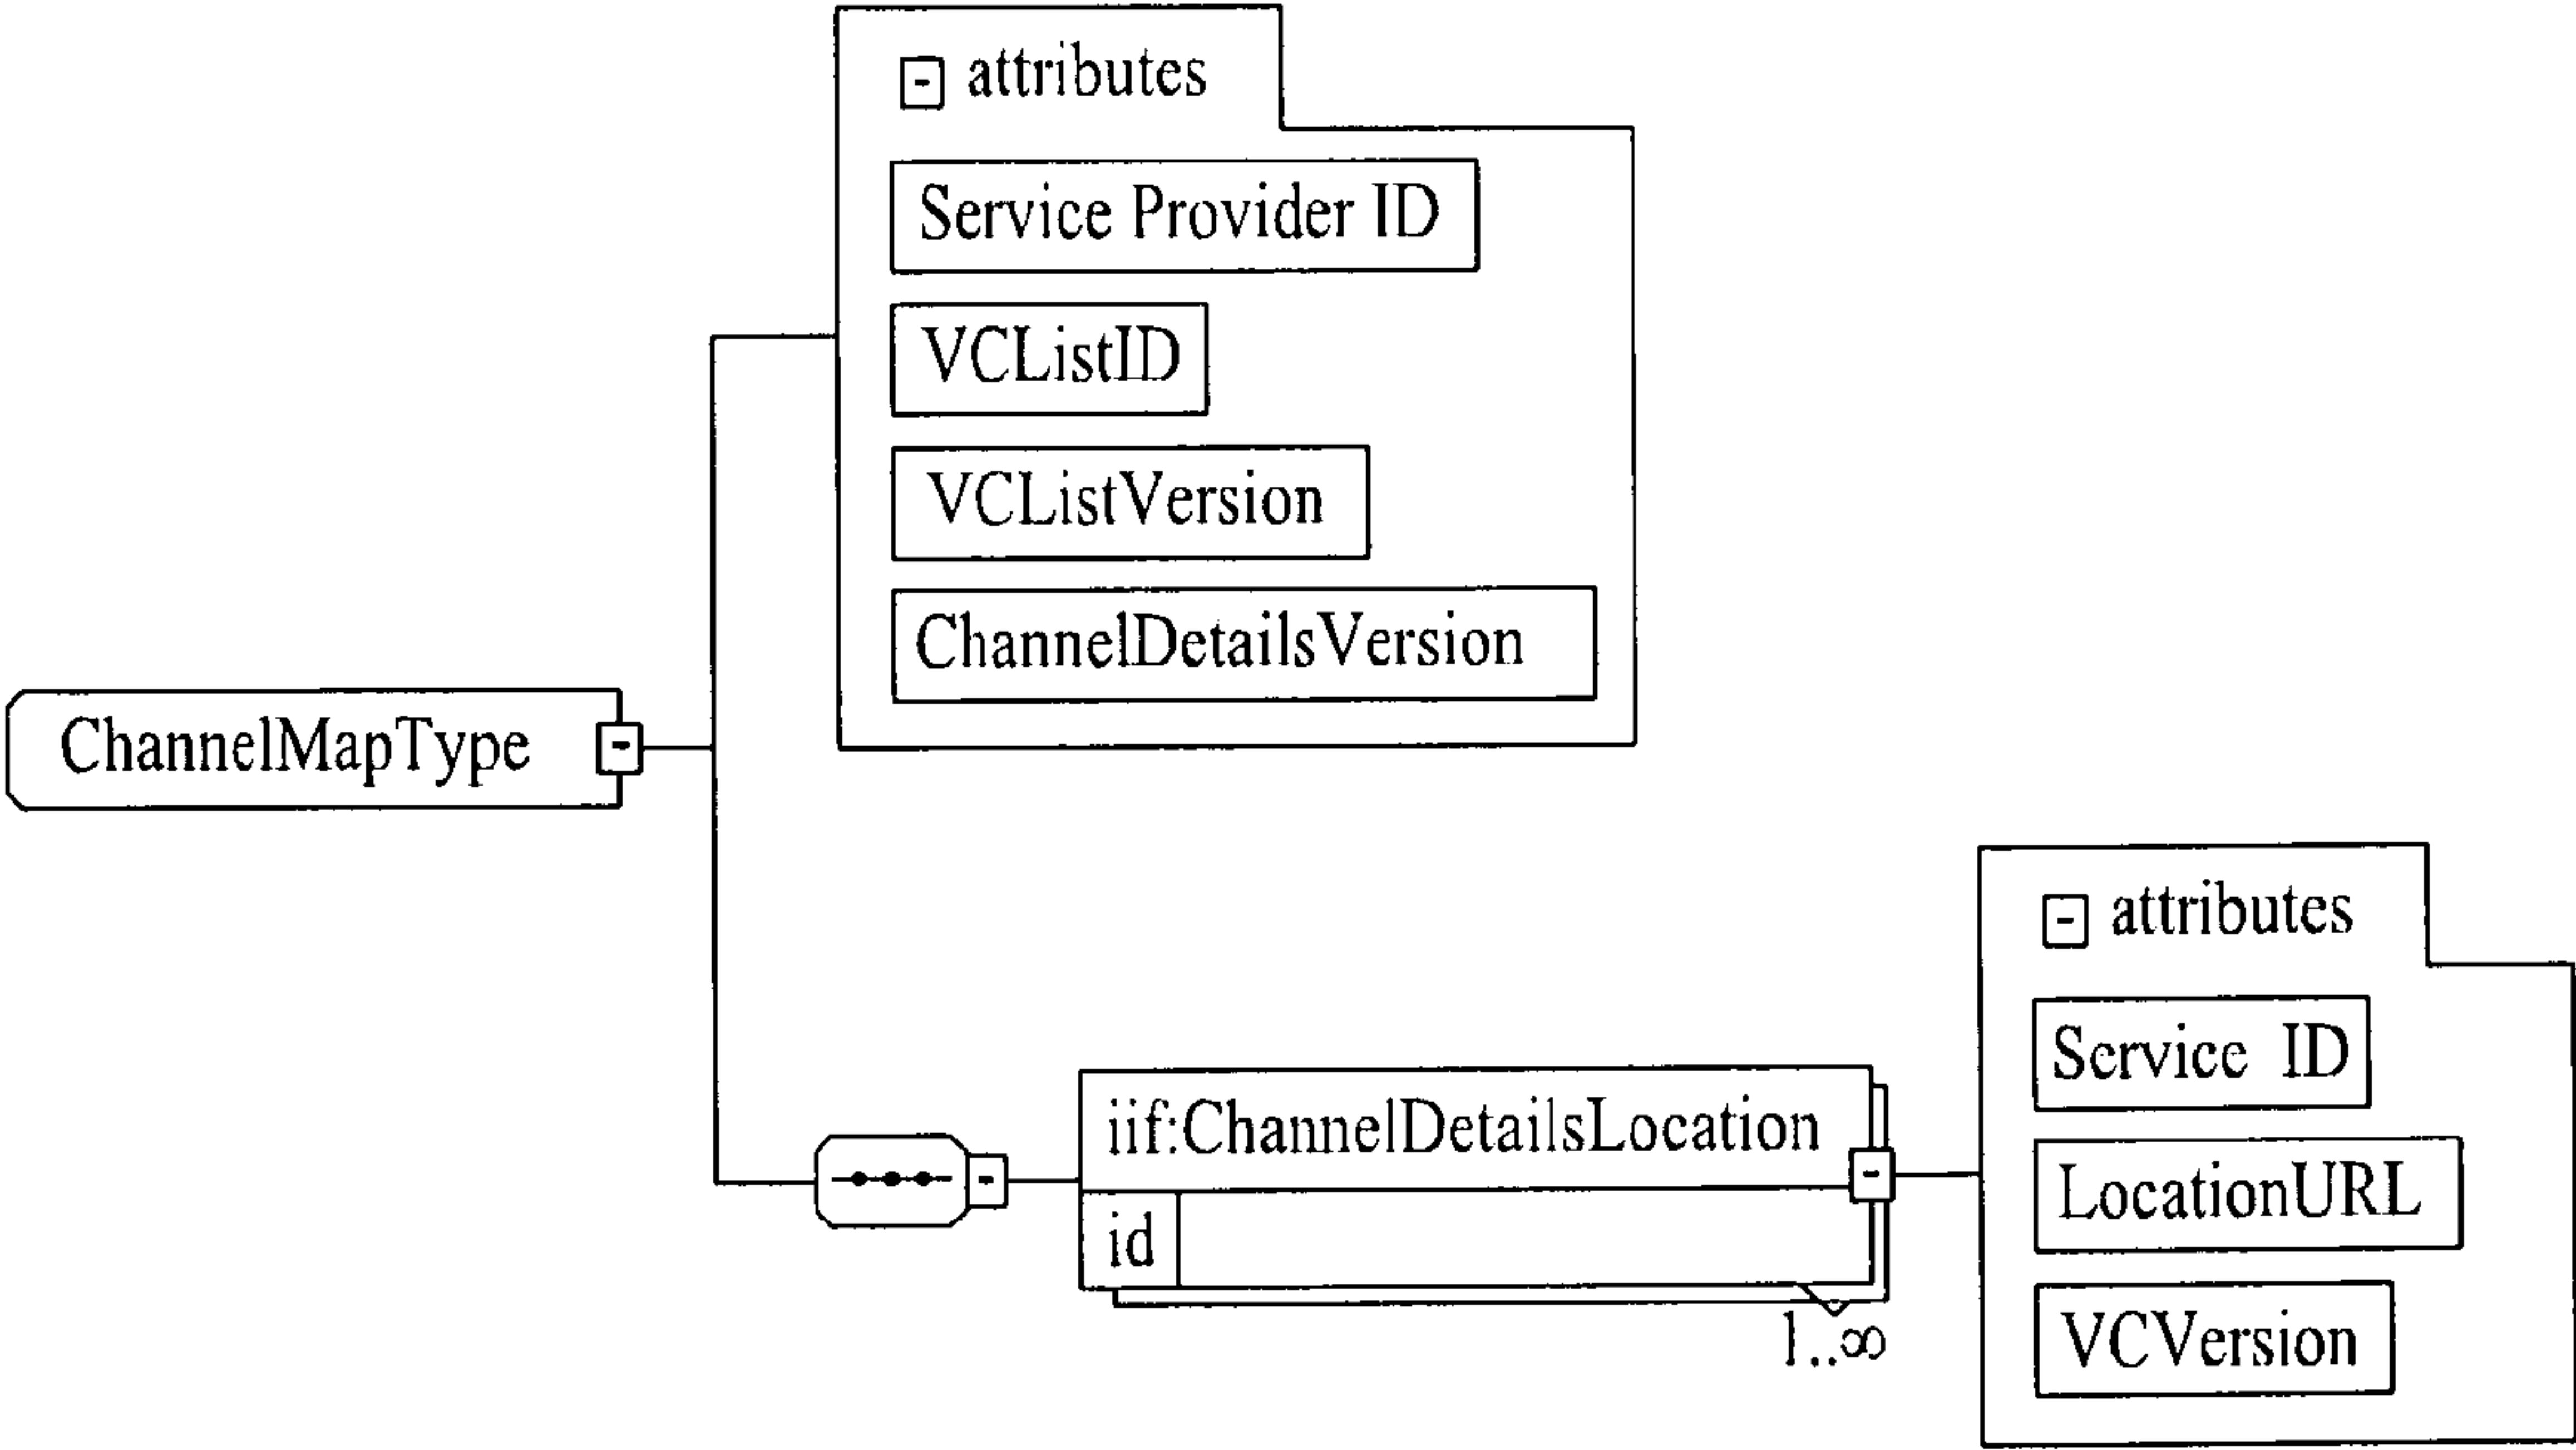 attributes
Service Provider ID
VCListID
VCListVersion
ChannelDetailsVersion
ChannelMapType
attributes
Service ID
LocationURL
VCVersion
iif:ChannelDetailsLocation
id
1..∞